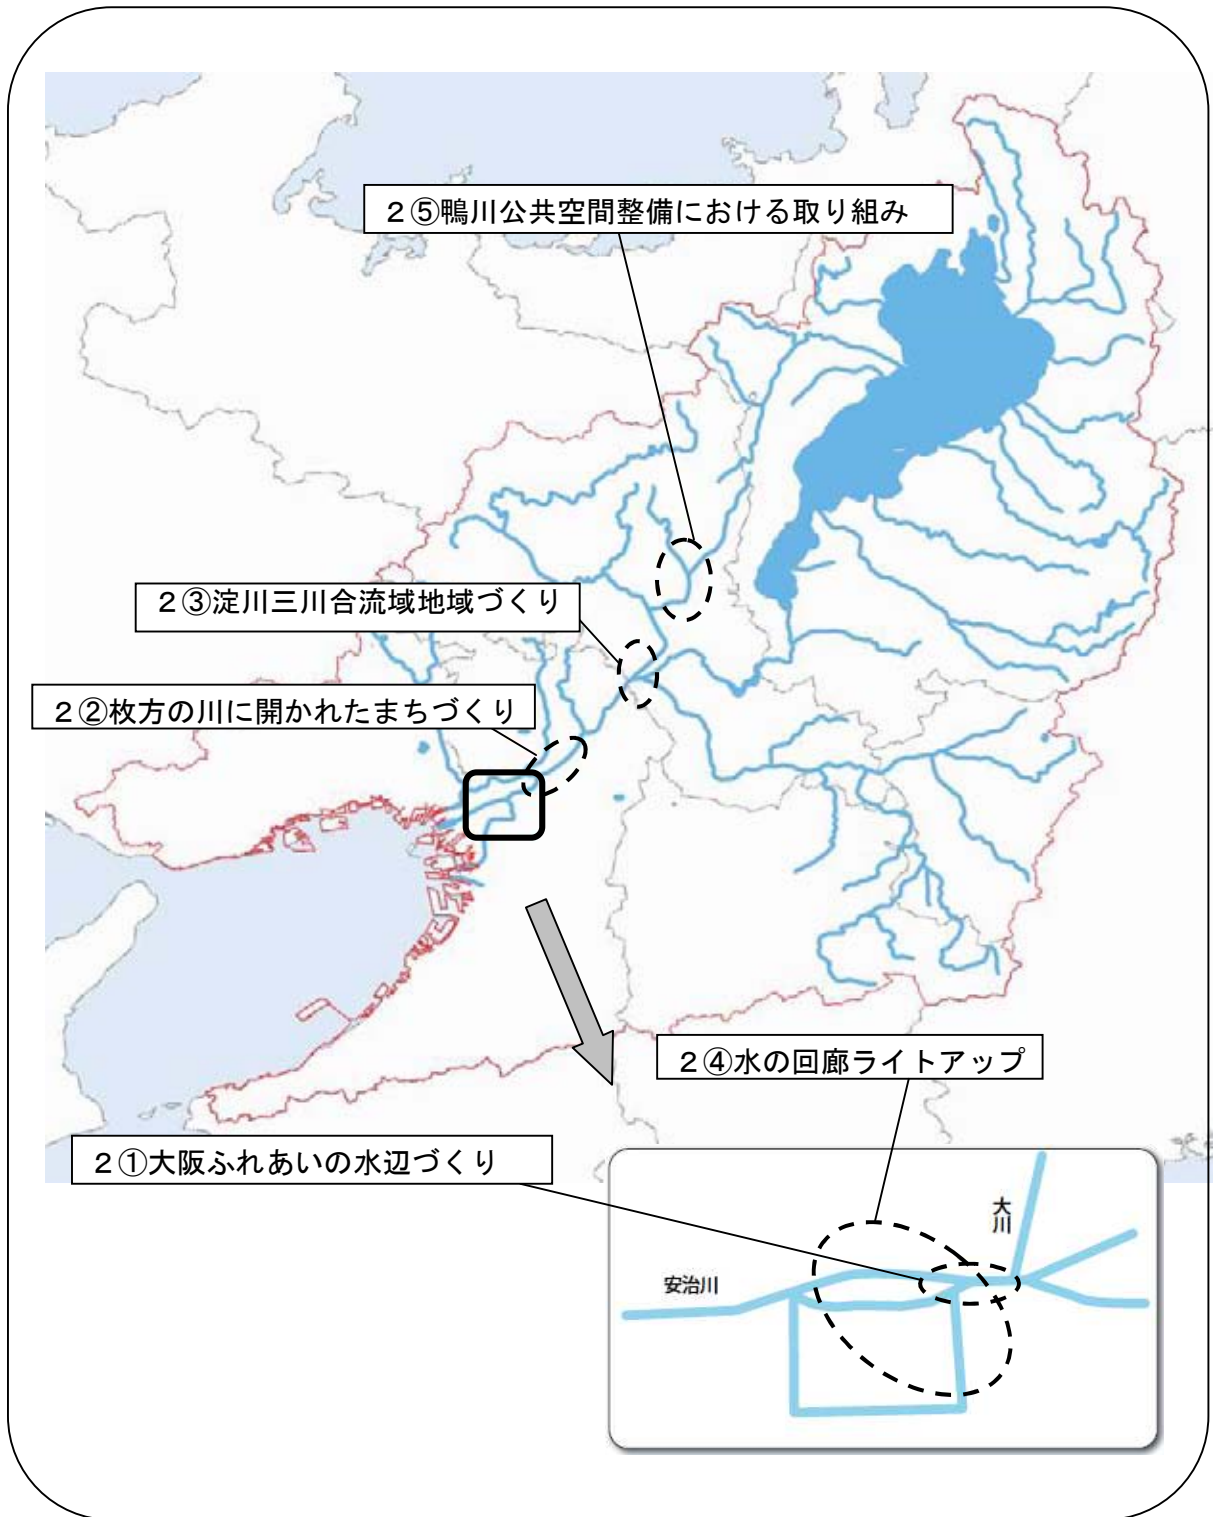 2⑤鴨川公共空間整備における取り組み
2③淀川三川合流域地域づくり
2②枚方の川に開かれたまちづくり
2④水の回廊ライトアップ
2①大阪ふれあいの水辺づくり
大川
安治川